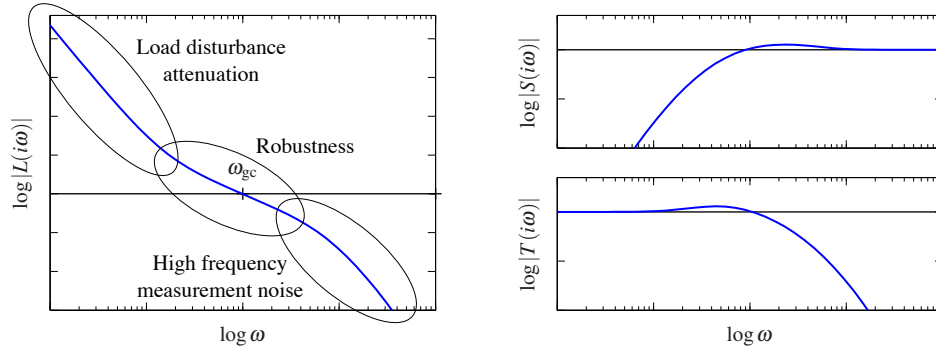 Load disturbance
attenuation
Robustness
ω_gc
High frequency
measurement noise
log|L(iω)|
log ω
log|S(iω)|
log|T(iω)|
log ω